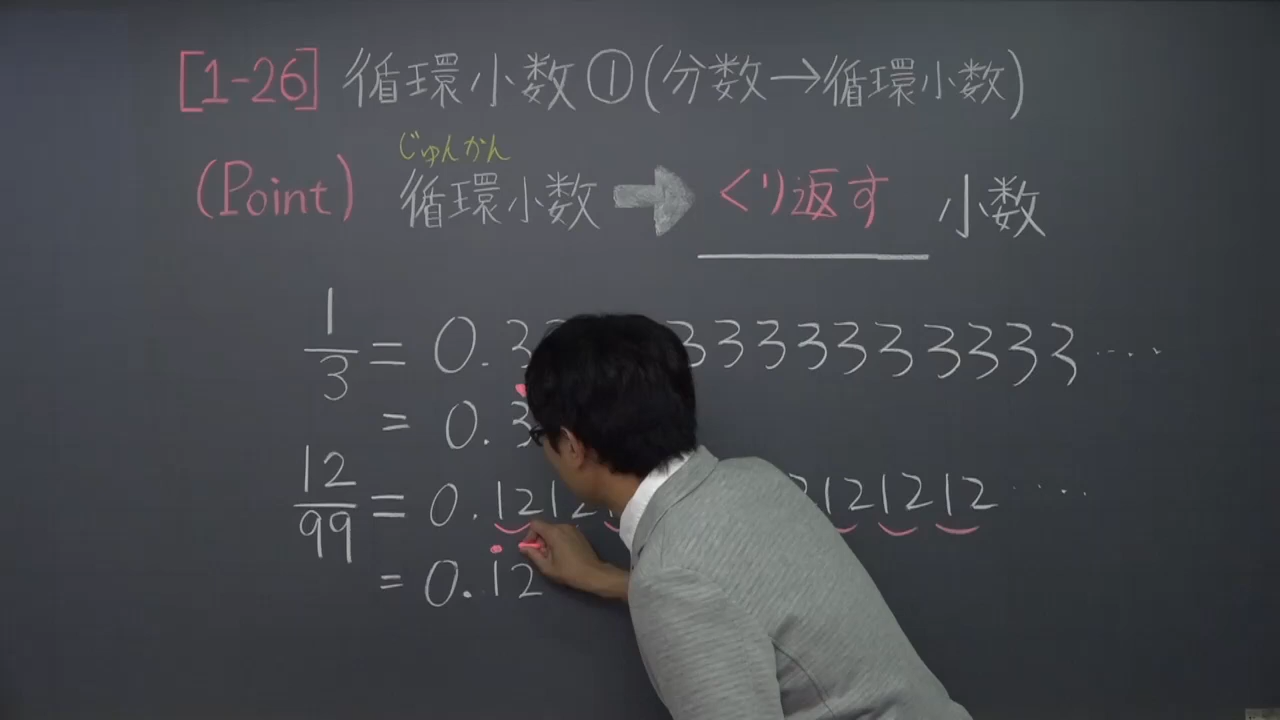 [1-26] 循環小数①(分数→循環小数)
じゅんかん
(Point) 循環小数 → くり返す 小数
1/3 = 0.3 33333333333....
= 0.3
12/99 = 0.1212 121212....
= 0.12